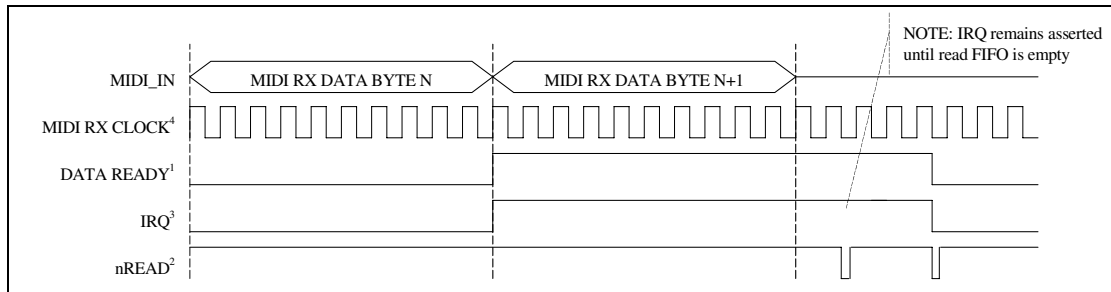 NOTE: IRQ remains asserted
until read FIFO is empty
MIDI_IN
MIDI RX DATA BYTE N
MIDI RX DATA BYTE N+1
MIDI RX CLOCK⁴
DATA READY¹
IRQ³
nREAD²